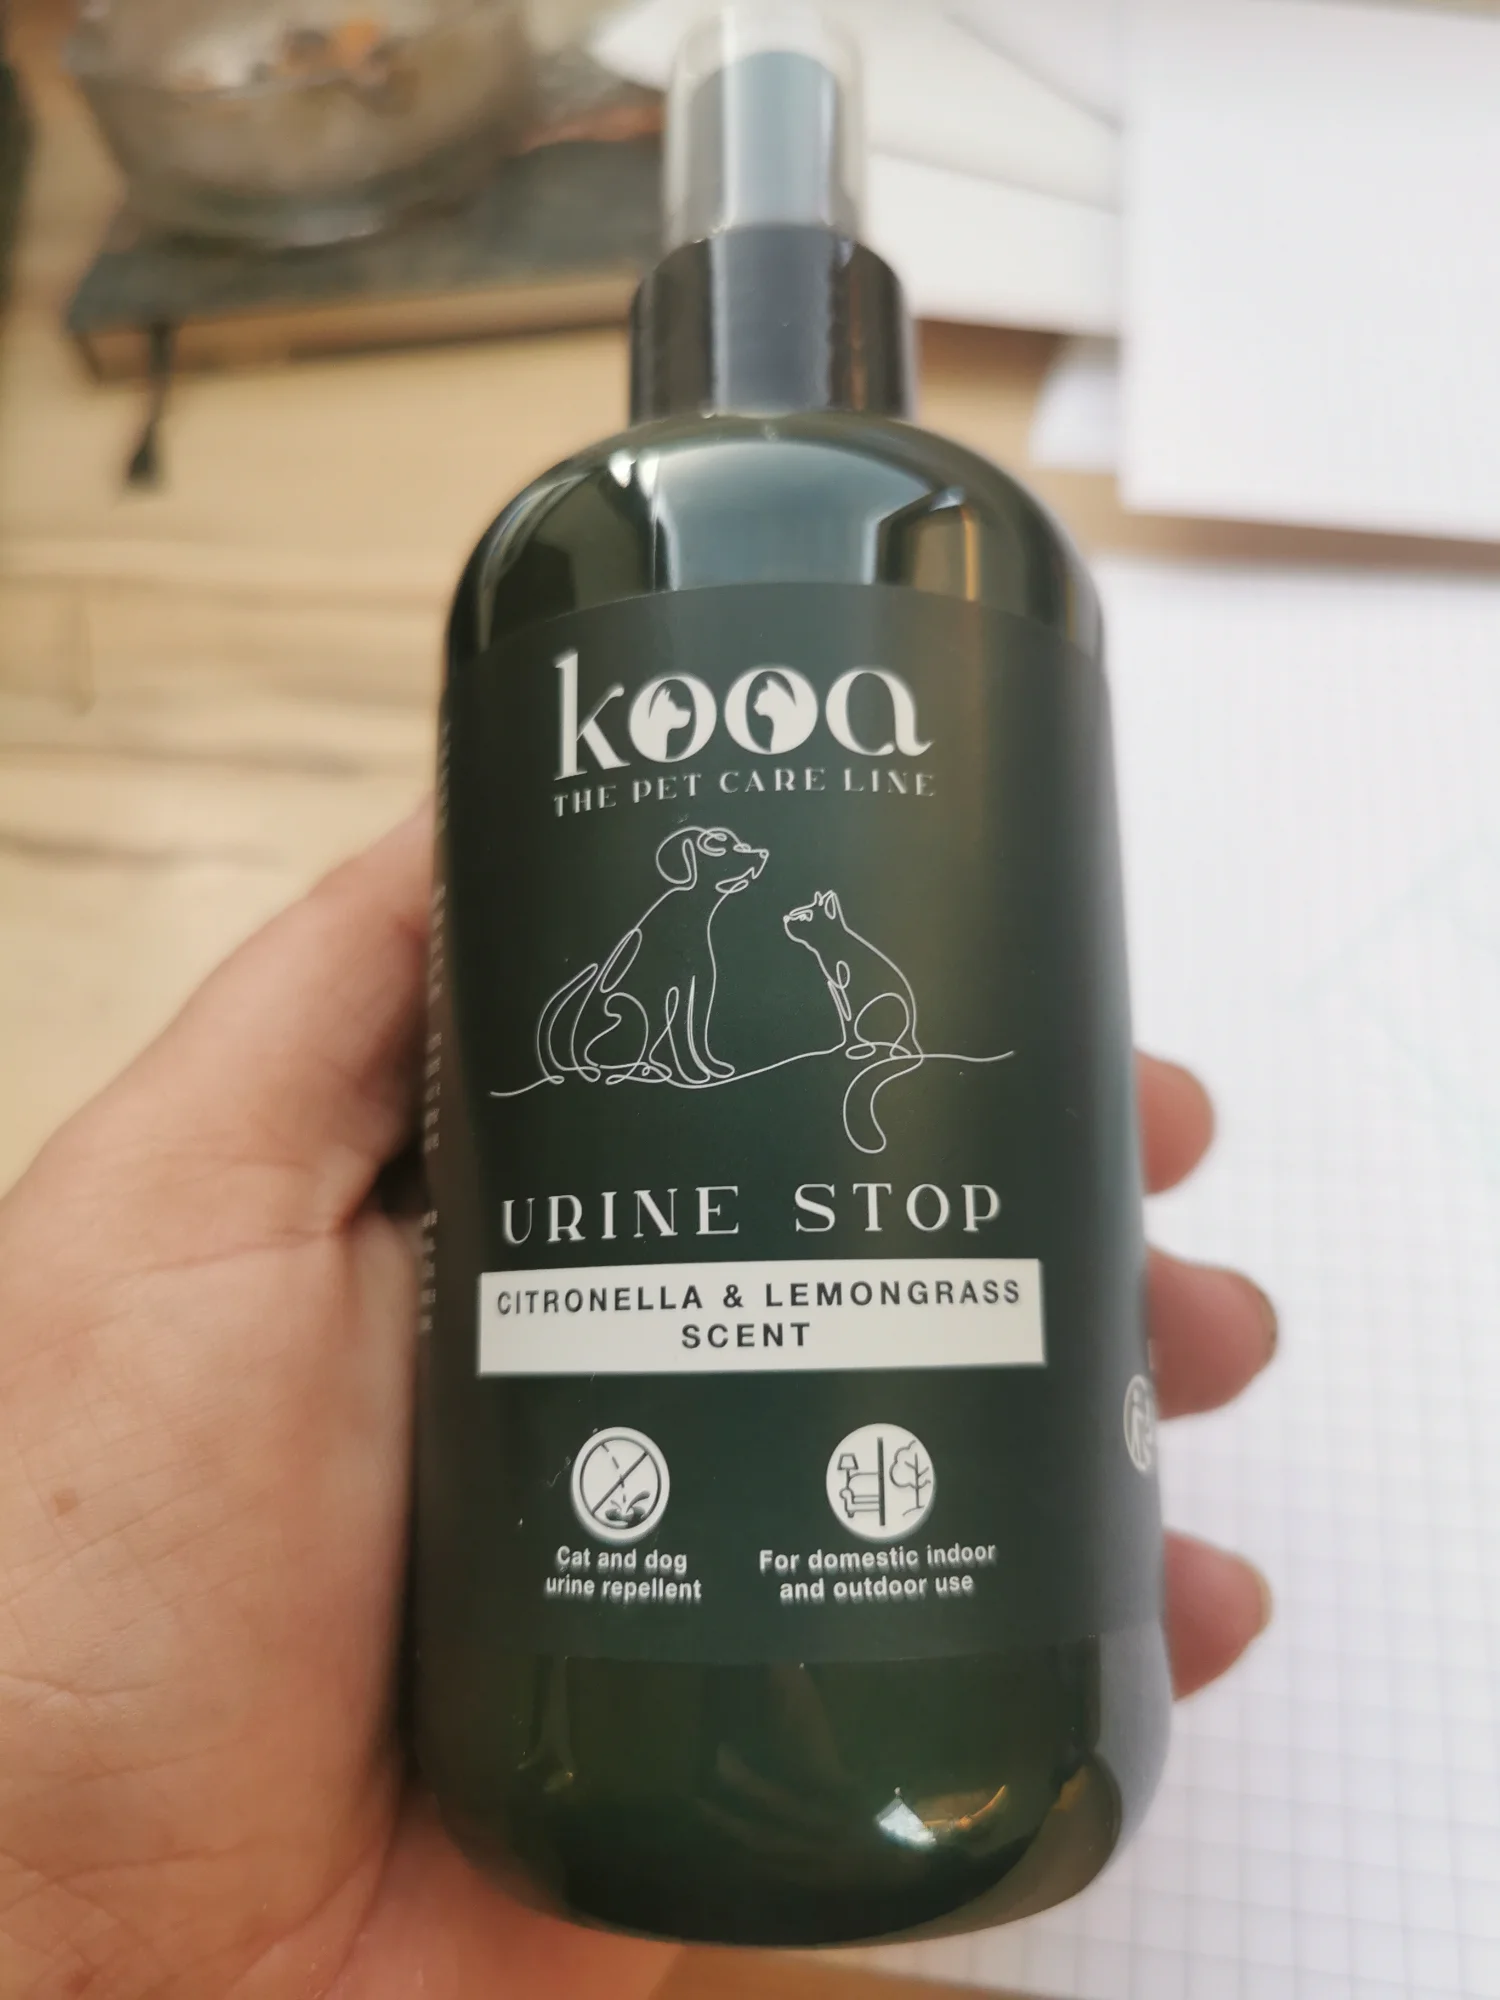 kooa
THE PET CARE LINE
URINE STOP
CITRONELLA & LEMONGRASS
SCENT
Cat and dog
urine repellent
For domestic indoor
and outdoor use